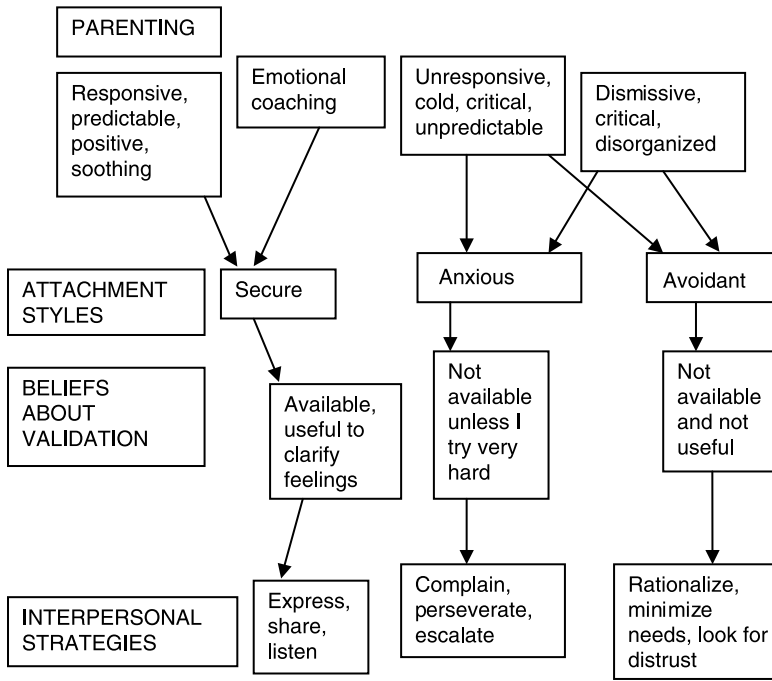 PARENTING
Responsive,
predictable,
positive,
soothing
Emotional
coaching
Unresponsive,
cold, critical,
unpredictable
Dismissive,
critical,
disorganized
ATTACHMENT
STYLES
Secure
Anxious
Avoidant
BELIEFS
ABOUT
VALIDATION
Available,
useful to
clarify
feelings
Not
available
unless I
try very
hard
Not
available
and not
useful
INTERPERSONAL
STRATEGIES
Express,
share,
listen
Complain,
perseverate,
escalate
Rationalize,
minimize
needs, look for
distrust